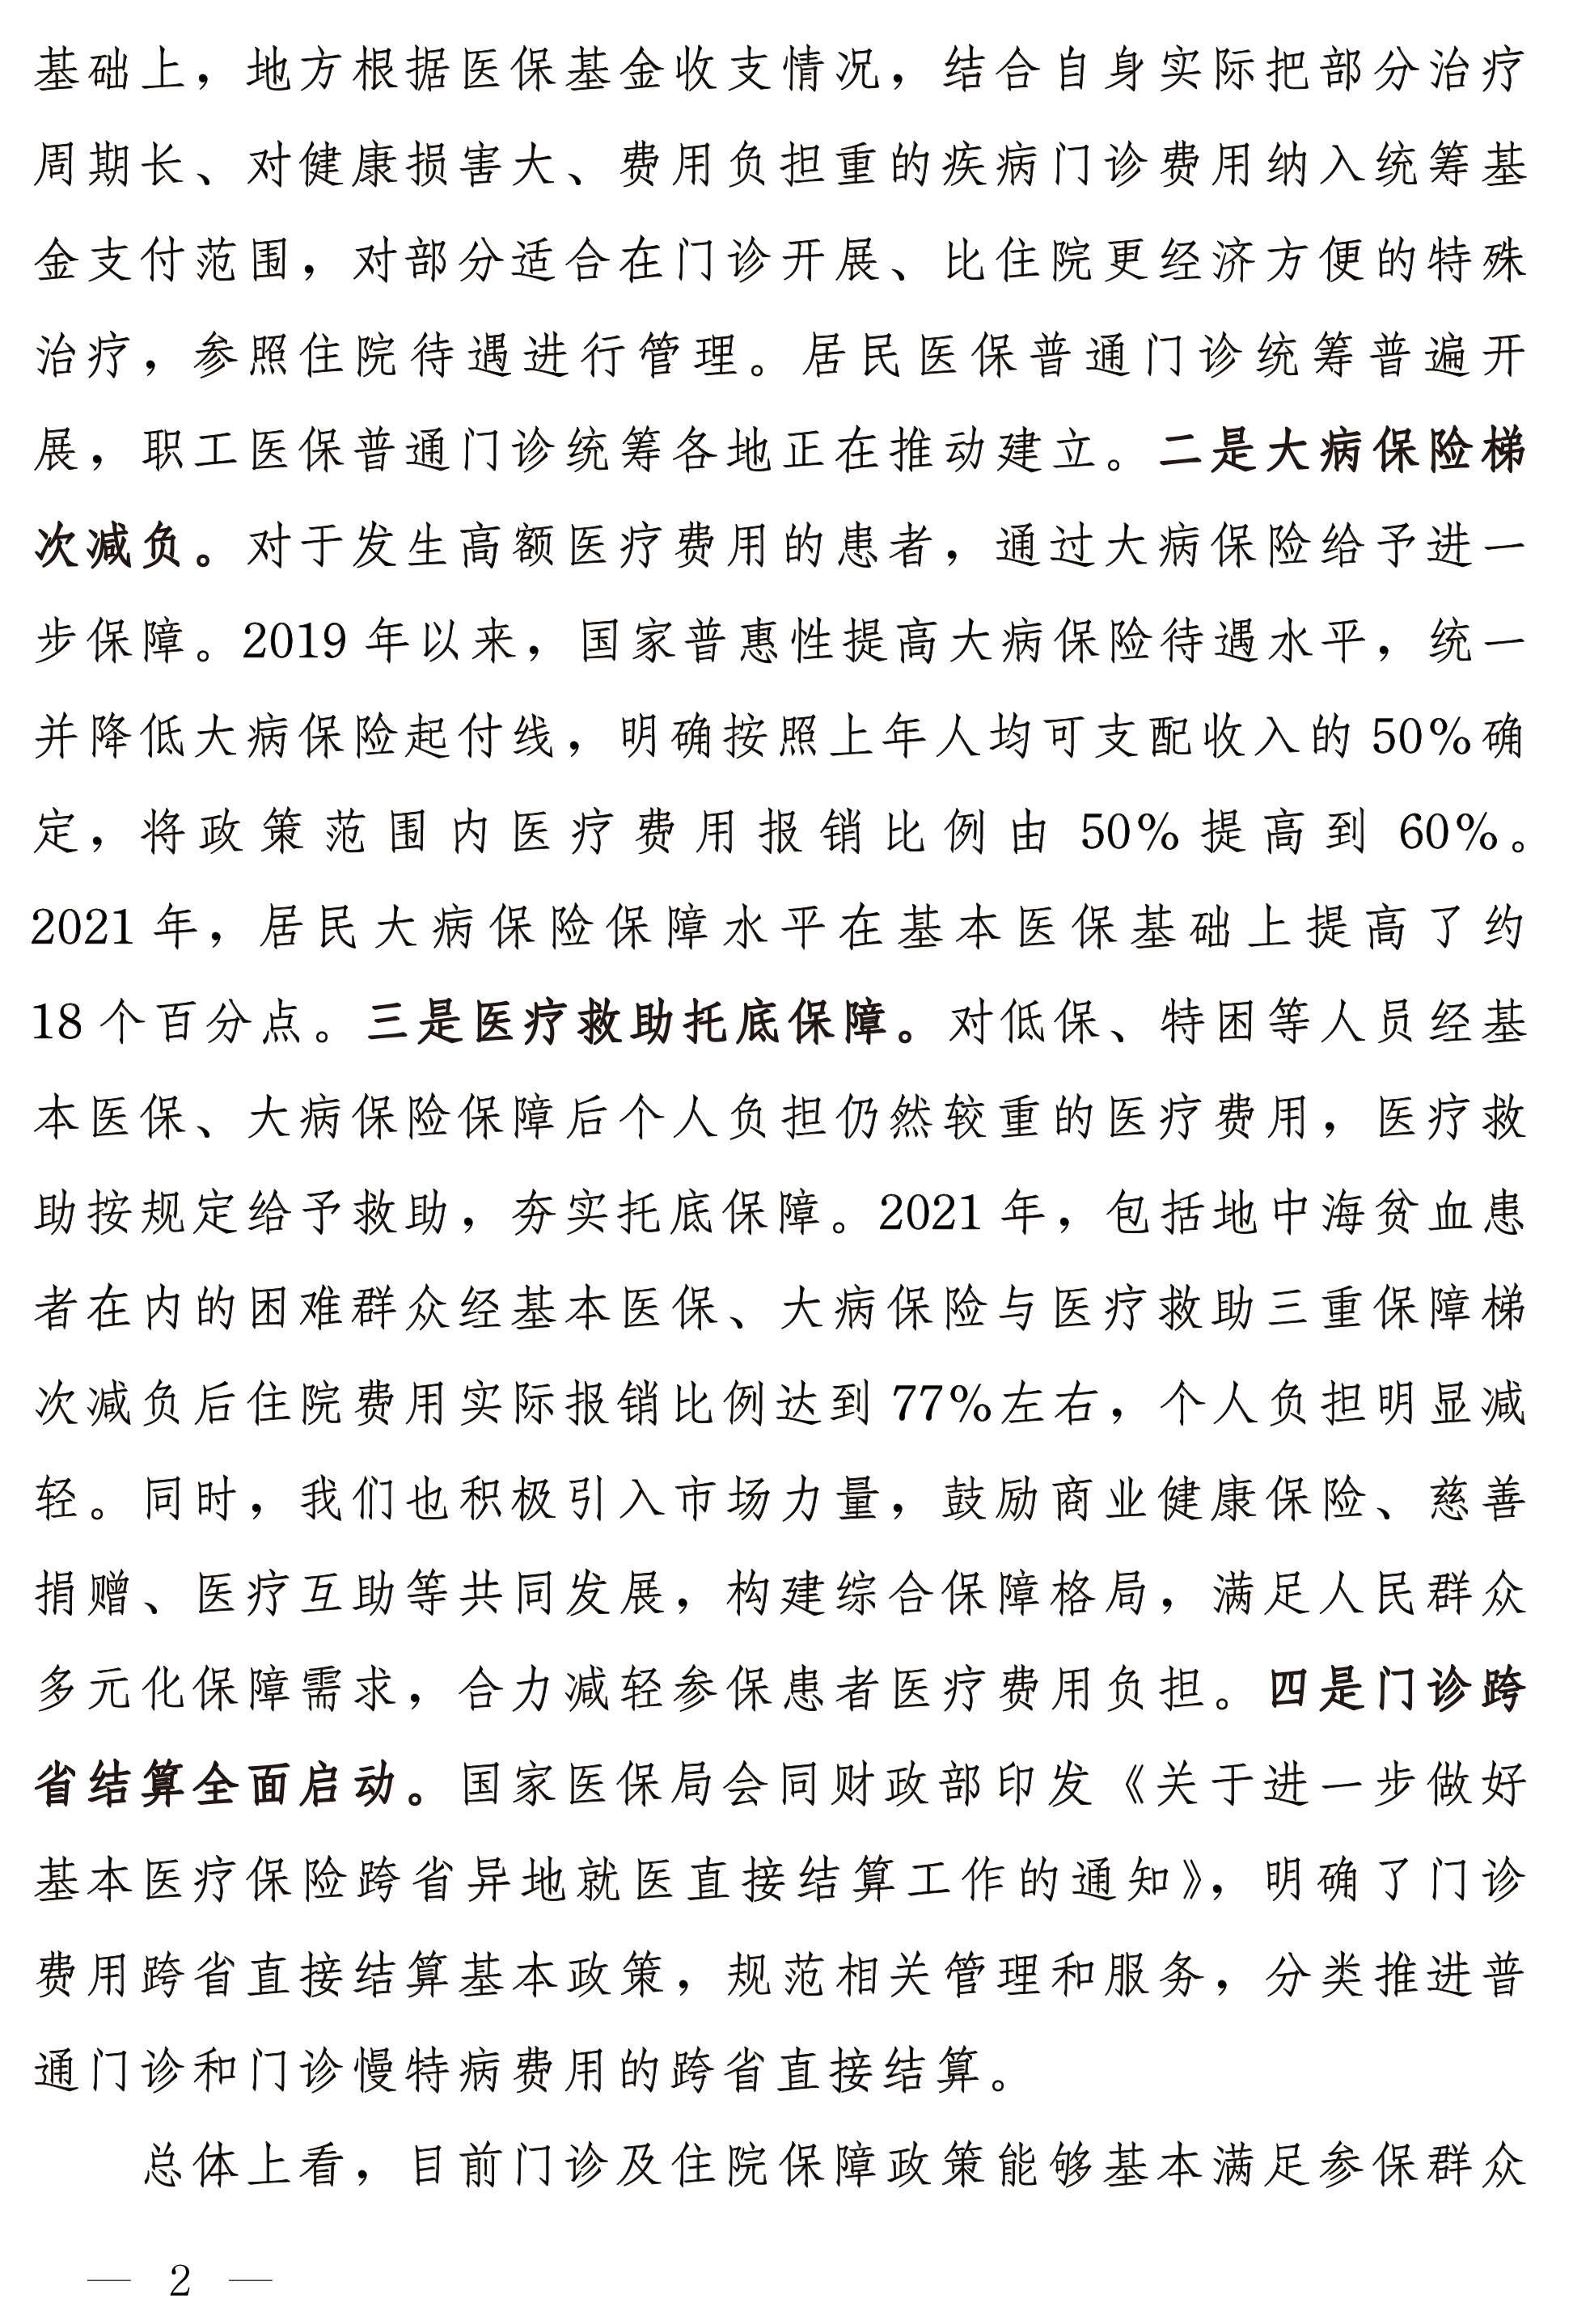 基础上，地方根据医保基金收支情况，结合自身实际把部分治疗
周期长、对健康损害大、费用负担重的疾病门诊费用纳入统筹基
金支付范围，对部分适合在门诊开展、比住院更经济方便的特殊
治疗，参照住院待遇进行管理。居民医保普通门诊统筹普遍开
展，职工医保普通门诊统筹各地正在推动建立。二是大病保险梯
次减负。对于发生高额医疗费用的患者，通过大病保险给予进一
步保障。2019 年以来，国家普惠性提高大病保险待遇水平，统一
并降低大病保险起付线，明确按照上年人均可支配收入的 50%确
定，将政策范围内医疗费用报销比例由 50%提高到 60%。
2021 年，居民大病保险保障水平在基本医保基础上提高了约
18 个百分点。三是医疗救助托底保障。对低保、特困等人员经基
本医保、大病保险保障后个人负担仍然较重的医疗费用，医疗救
助按规定给予救助，夯实托底保障。2021 年，包括地中海贫血患
者在内的困难群众经基本医保、大病保险与医疗救助三重保障梯
次减负后住院费用实际报销比例达到 77%左右，个人负担明显减
轻。同时，我们也积极引入市场力量，鼓励商业健康保险、慈善
捐赠、医疗互助等共同发展，构建综合保障格局，满足人民群众
多元化保障需求，合力减轻参保患者医疗费用负担。四是门诊跨
省结算全面启动。国家医保局会同财政部印发《关于进一步做好
基本医疗保险跨省异地就医直接结算工作的通知》，明确了门诊
费用跨省直接结算基本政策，规范相关管理和服务，分类推进普
通门诊和门诊慢特病费用的跨省直接结算。
总体上看，目前门诊及住院保障政策能够基本满足参保群众
— 2 —